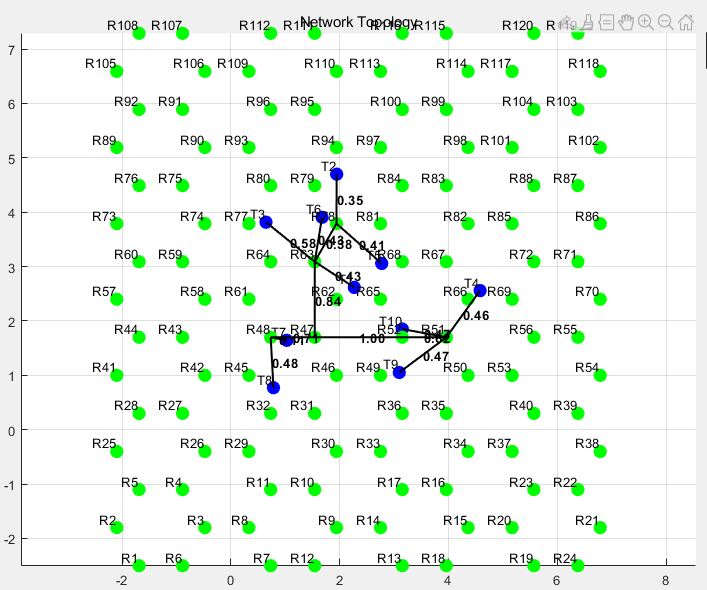 Network Topology
R108 R107 R112 R115 R120
7
R105 R106 R109 R110 R113 R114 R117 R118
6
R92 R91 R96 R95 R100 R99 R104 R103
R89 R90 R93 R94 R97 R98 R101 R102
5
T2
R76 R75 R80 R79 R84 R83 R88 R87
0.35
4
T6
R73 R74 R77 T3 R81 R82 R85 R86
0.58 0.38 0.41
R60 R59 R64 R63 R68 R67 R72 R71
3
0.43
T4
R57 R58 R61 R62 R65 R66 R69 R70
0.84
0.46
2
T10
R44 R43 R48 T7 R47 R52 R51 R56 R55
1.00
T8 0.48 T9 0.47
R41 R42 R45 R46 R49 R50 R53 R54
1
R28 R27 R32 R31 R36 R35 R40 R39
0
R25 R26 R29 R30 R33 R34 R37 R38
R5 R4 R11 R10 R17 R16 R23 R22
-1
R2 R3 R8 R9 R14 R15 R20 R21
-2
R1 R6 R7 R12 R13 R18 R19 R24
-2 0 2 4 6 8